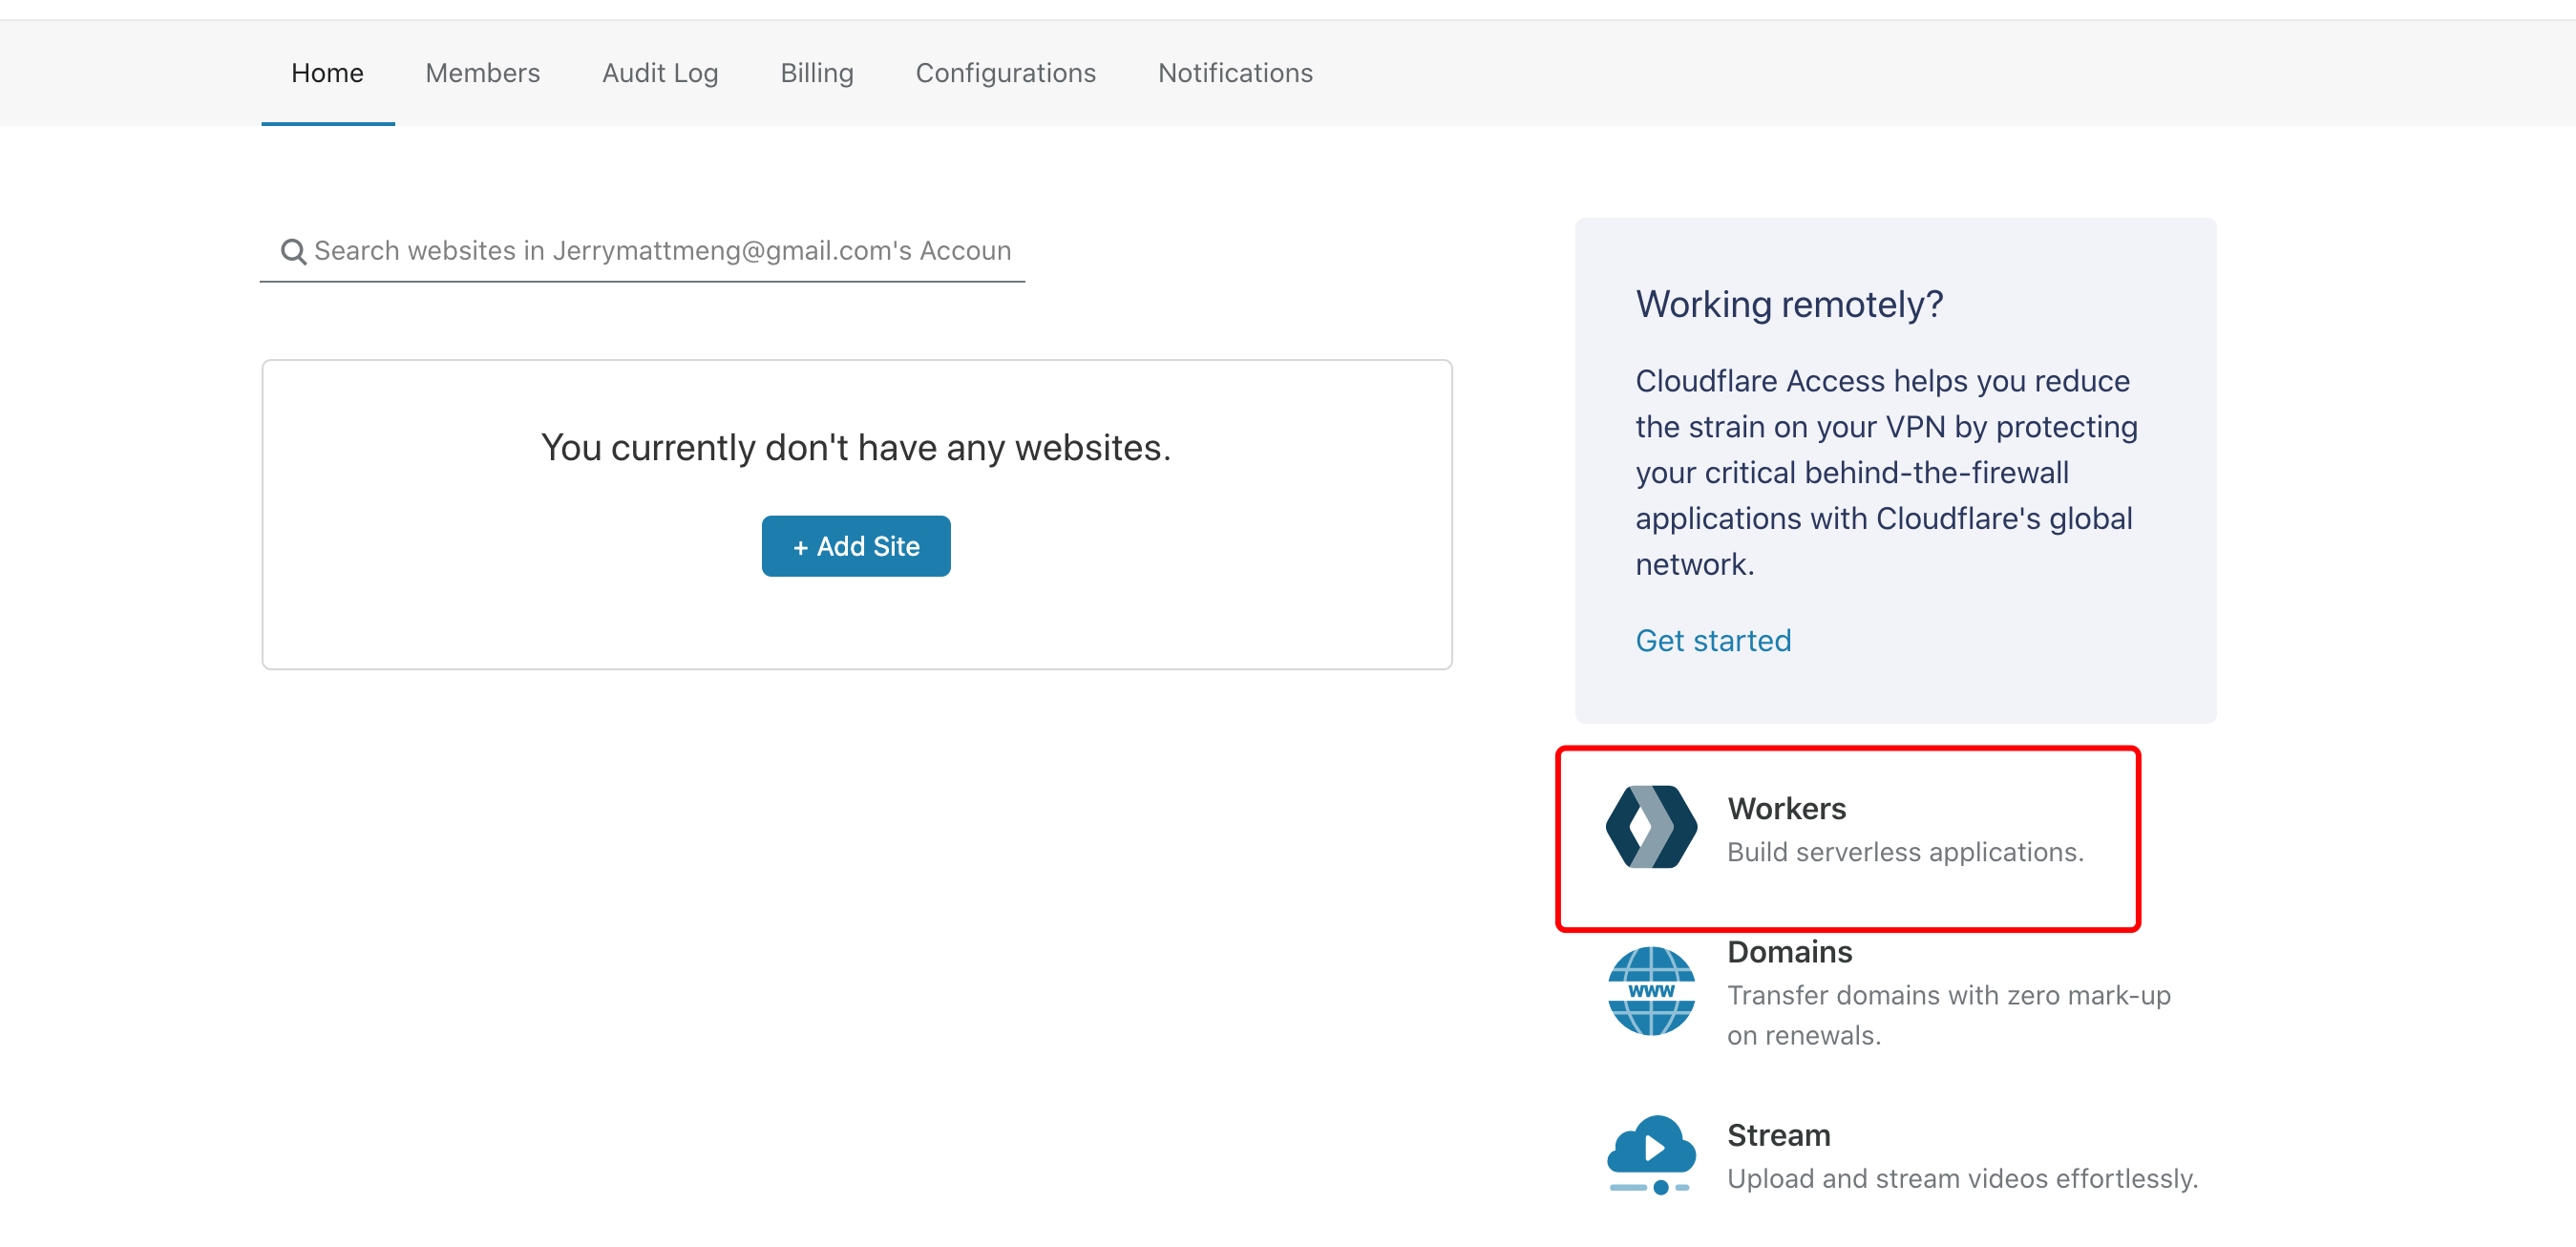 Home Members Audit Log Billing Configurations Notifications
Search websites in Jerrymattmeng@gmail.com's Accoun
You currently don't have any websites.
+ Add Site
Working remotely?
Cloudflare Access helps you reduce
the strain on your VPN by protecting
your critical behind-the-firewall
applications with Cloudflare's global
network.
Get started
Workers
Build serverless applications.
Domains
www
Transfer domains with zero mark-up
on renewals.
Stream
Upload and stream videos effortlessly.